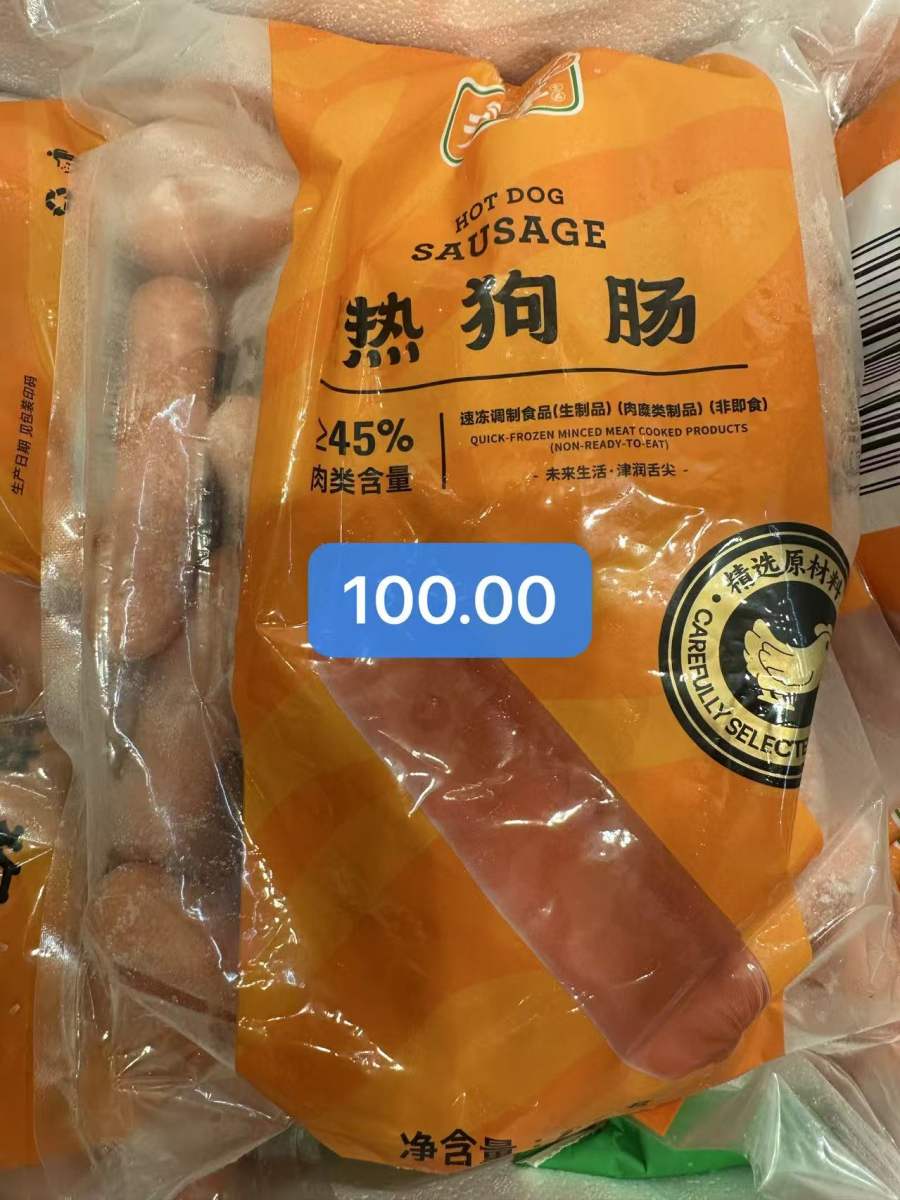 HOT DOG
SAUSAGE
热狗肠
≥45%
肉类含量
速冻调制食品(生制品) (肉糜类制品) (非即食)
QUICK-FROZEN MINCED MEAT COOKED PRODUCTS
(NON-READY-TO-EAT)
- 未来生活·津润舌尖 -
100.00
精选原材料
CAREFULLY SELECTE
生产日期 见包装印码
净含量